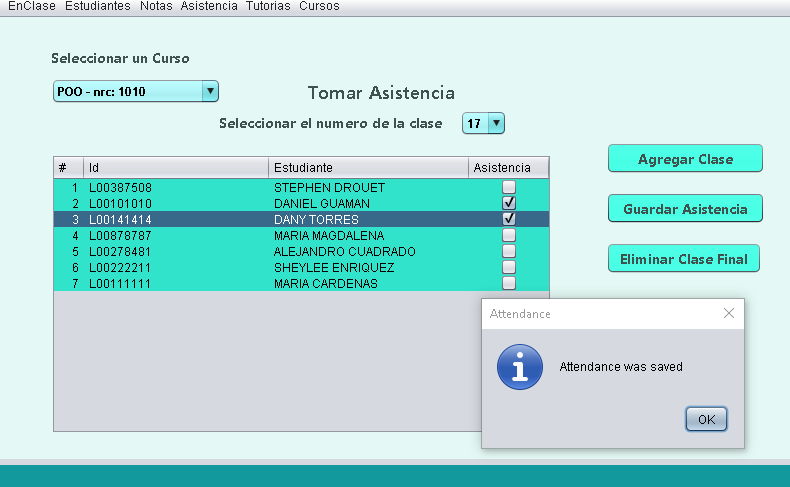 EnClase Estudiantes Notas Asistencia Tutorias Cursos
Seleccionar un Curso
POO - nrc: 1010
Tomar Asistencia
Seleccionar el numero de la clase 17
# Id Estudiante Asistencia
1 L00387508 STEPHEN DROUET
2 L00101010 DANIEL GUAMAN
3 L00141414 DANY TORRES
4 L00878787 MARIA MAGDALENA
5 L00278481 ALEJANDRO CUADRADO
6 L00222211 SHEYLEE ENRIQUEZ
7 L00111111 MARIA CARDENAS
Agregar Clase
Guardar Asistencia
Eliminar Clase Final
Attendance
Attendance was saved
OK